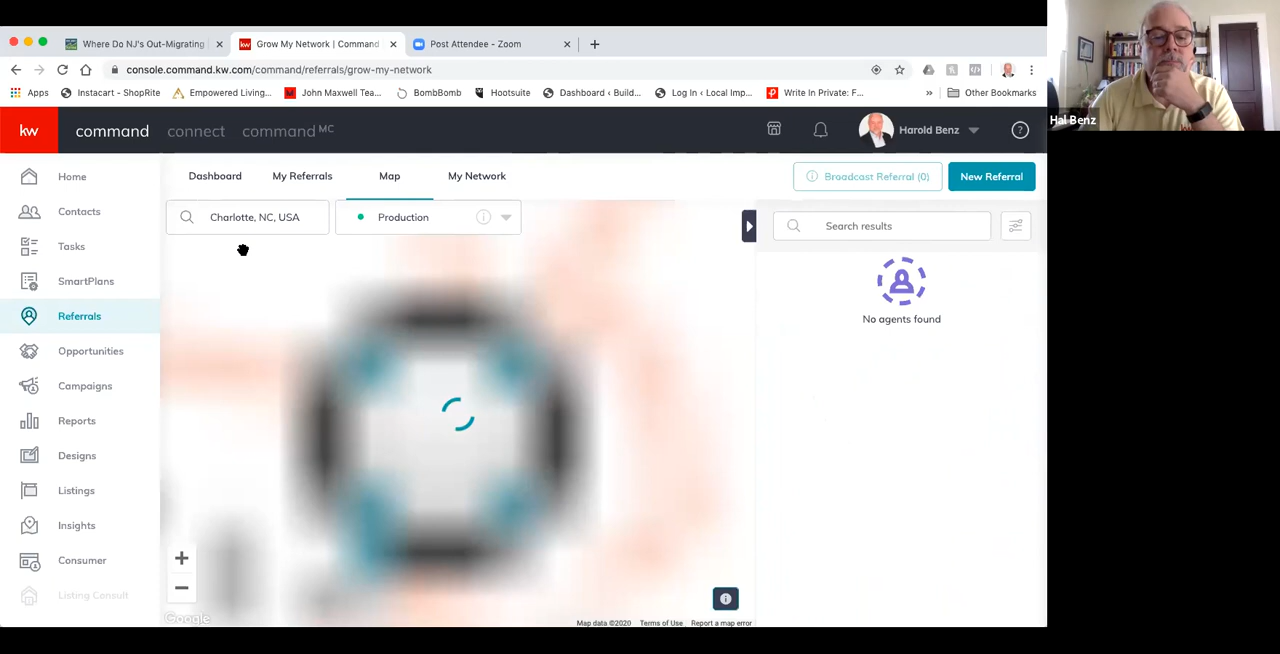 Where Do NJ's Out-Migrating
Grow My Network | Command
Post Attendee - Zoom
console.command.kw.com/command/referrals/grow-my-network
Apps
Instacart - ShopRite
Empowered Living...
John Maxwell Tea...
BombBomb
Hootsuite
Dashboard ‹ Build...
Log In ‹ Local Imp...
Write In Private: F...
»
Other Bookmarks
Hal Benz
kw
command
connect
command MC
Harold Benz
Home
Contacts
Tasks
SmartPlans
Referrals
Opportunities
Campaigns
Reports
Designs
Listings
Insights
Consumer
Listing Consult
Dashboard
My Referrals
Map
My Network
Broadcast Referral (0)
New Referral
Charlotte, NC, USA
Production
Search results
No agents found
Google
Map data ©2020
Terms of Use
Report a map error